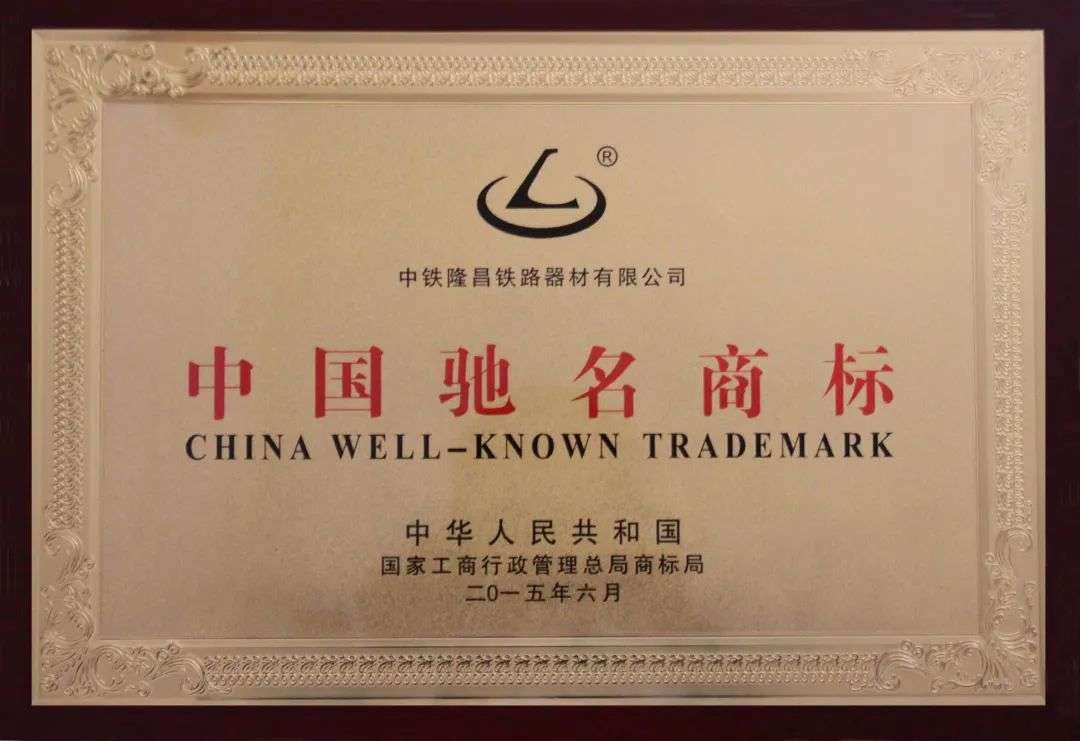 ®
中铁隆昌铁路器材有限公司
中国驰名商标
CHINA WELL-KNOWN TRADEMARK
中华人民共和国
国家工商行政管理总局商标局
二0一五年六月